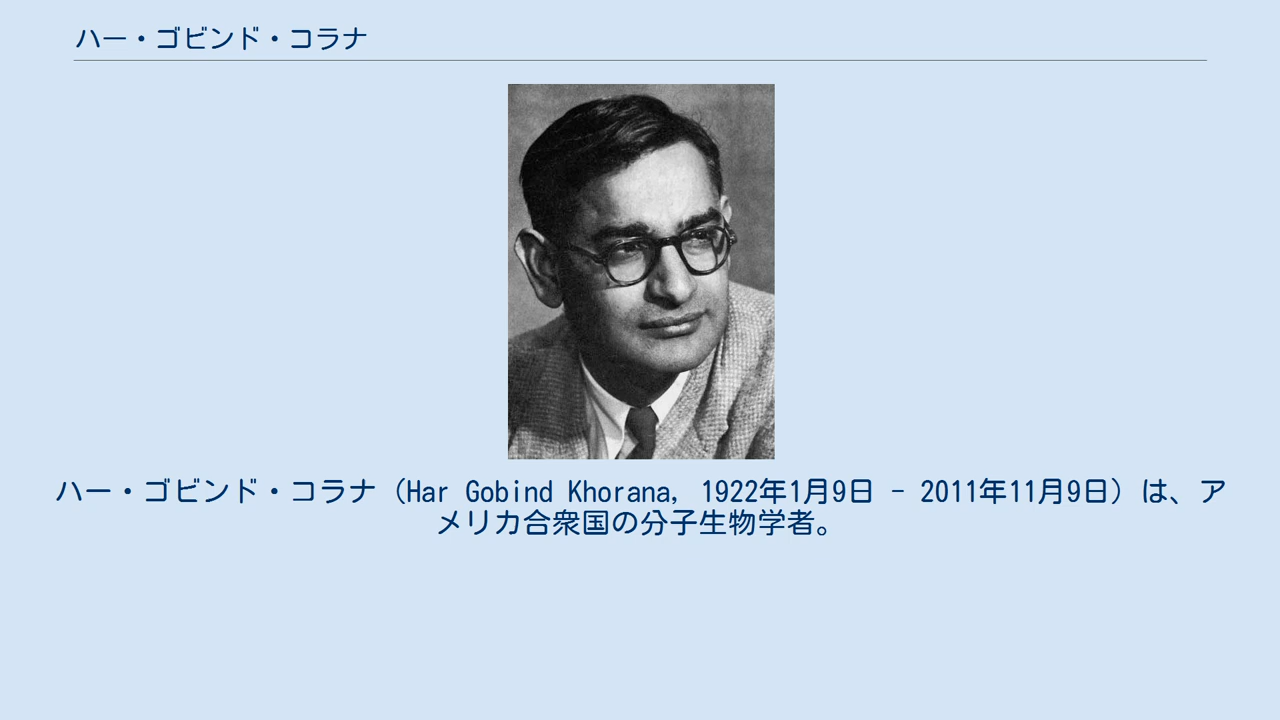 ハー・ゴビンド・コラナ
ハー・ゴビンド・コラナ（Har Gobind Khorana, 1922年1月9日 - 2011年11月9日）は、ア
メリカ合衆国の分子生物学者。